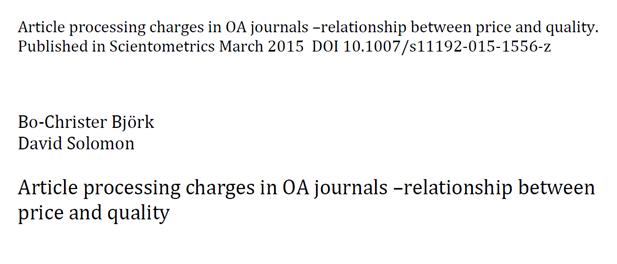 Article processing charges in OA journals –relationship between price and quality.
Published in Scientometrics March 2015  DOI 10.1007/s11192-015-1556-z
Bo-Christer Björk
David Solomon
Article processing charges in OA journals –relationship between
price and quality